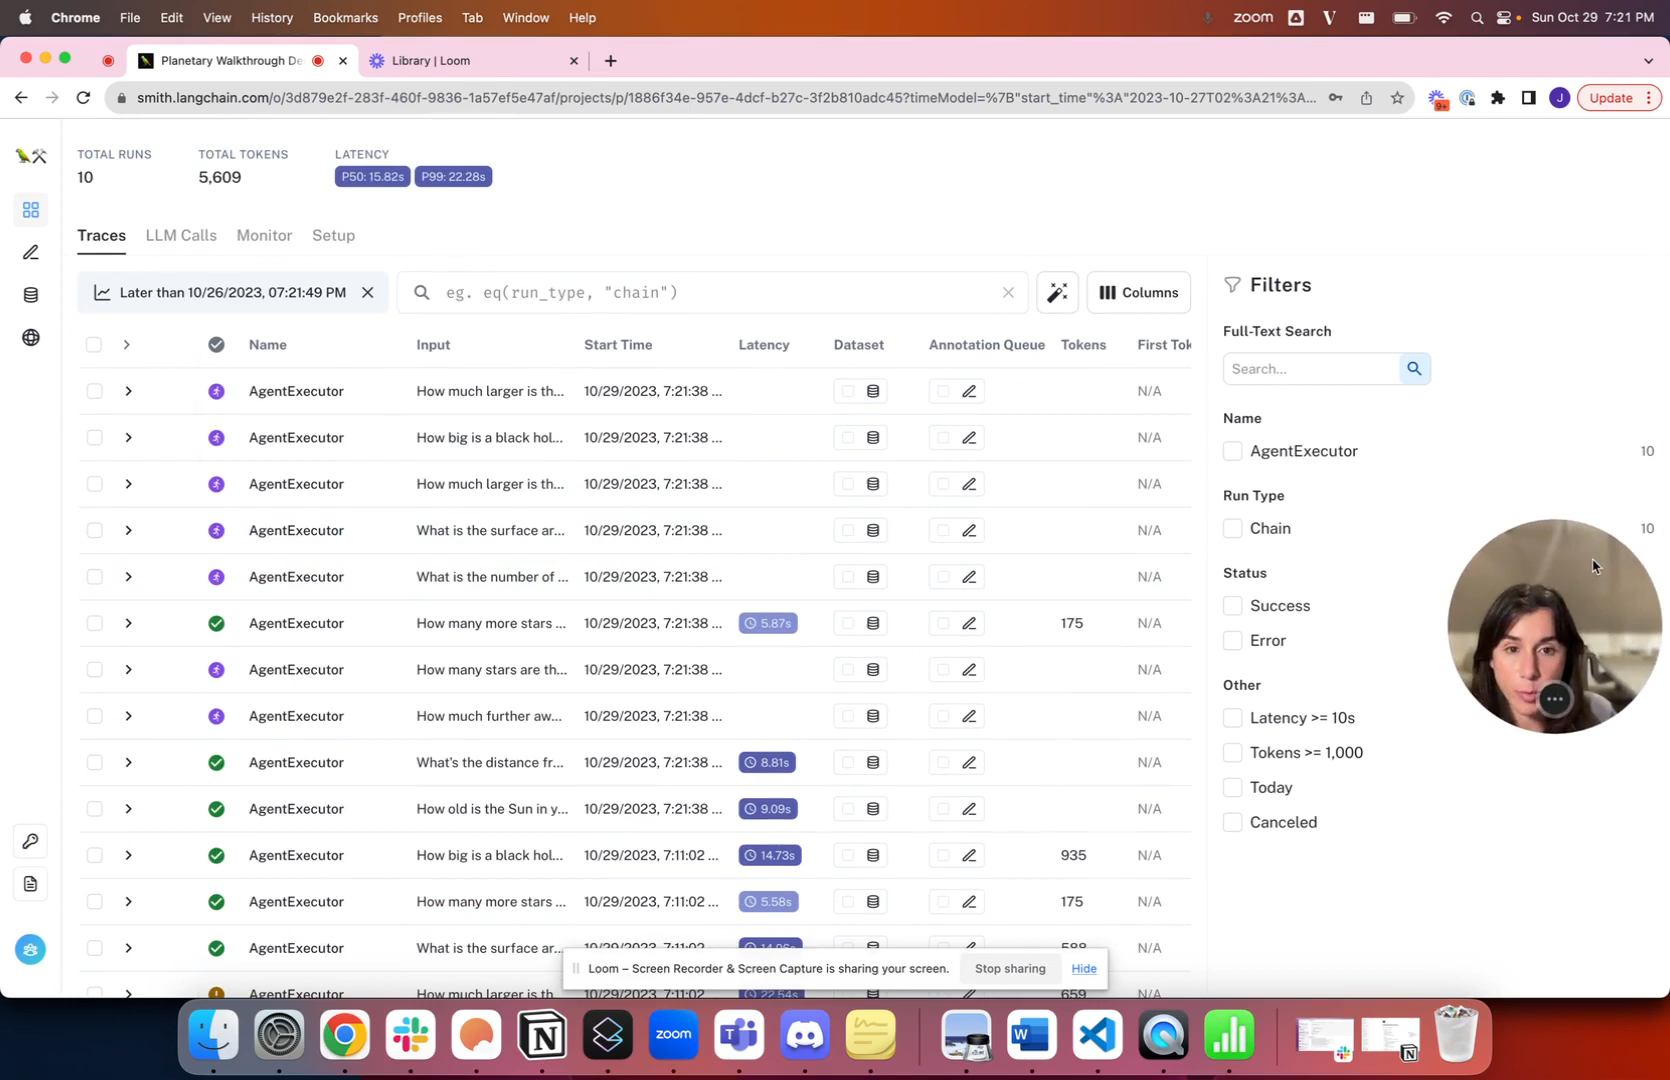 Chrome File Edit View History Bookmarks Profiles Tab Window Help zoom Sun Oct 29 7:21 PM
Planetary Walkthrough De Library | Loom
smith.langchain.com/o/3d879e2f-283f-460f-9836-1a57ef5e47af/projects/p/1886f34e-957e-4dcf-b27c-3f2b810adc45?timeModel=%7B"start_time"%3A"2023-10-27T02%3A21%3A... 9+ J Update
TOTAL RUNS TOTAL TOKENS LATENCY
10 5,609 P50: 15.82s P99: 22.28s
Traces LLM Calls Monitor Setup
Later than 10/26/2023, 07:21:49 PM eg. eq(run_type, "chain") Columns
Name Input Start Time Latency Dataset Annotation Queue Tokens First Tok
AgentExecutor How much larger is th... 10/29/2023, 7:21:38 ... N/A
AgentExecutor How big is a black hol... 10/29/2023, 7:21:38 ... N/A
AgentExecutor How much larger is th... 10/29/2023, 7:21:38 ... N/A
AgentExecutor What is the surface ar... 10/29/2023, 7:21:38 ... N/A
AgentExecutor What is the number of ... 10/29/2023, 7:21:38 ... N/A
AgentExecutor How many more stars ... 10/29/2023, 7:21:38 ... 5.87s 175 N/A
AgentExecutor How many stars are th... 10/29/2023, 7:21:38 ... N/A
AgentExecutor How much further aw... 10/29/2023, 7:21:38 ... N/A
AgentExecutor What's the distance fr... 10/29/2023, 7:21:38 ... 8.81s N/A
AgentExecutor How old is the Sun in y... 10/29/2023, 7:21:38 ... 9.09s N/A
AgentExecutor How big is a black hol... 10/29/2023, 7:11:02 ... 14.73s 935 N/A
AgentExecutor How many more stars ... 10/29/2023, 7:11:02 ... 5.58s 175 N/A
AgentExecutor What is the surface ar... 10/29/2023, 7:11:02 588 N/A
AgentExecutor How much larger is th 10/29/2023, 7:11:02 22.54s 659 N/A
Filters
Full-Text Search
Search...
Name
AgentExecutor 10
Run Type
Chain 10
Status
Success
Error
Other
Latency >= 10s
Tokens >= 1,000
Today
Canceled
Loom – Screen Recorder & Screen Capture is sharing your screen. Stop sharing Hide
zoom